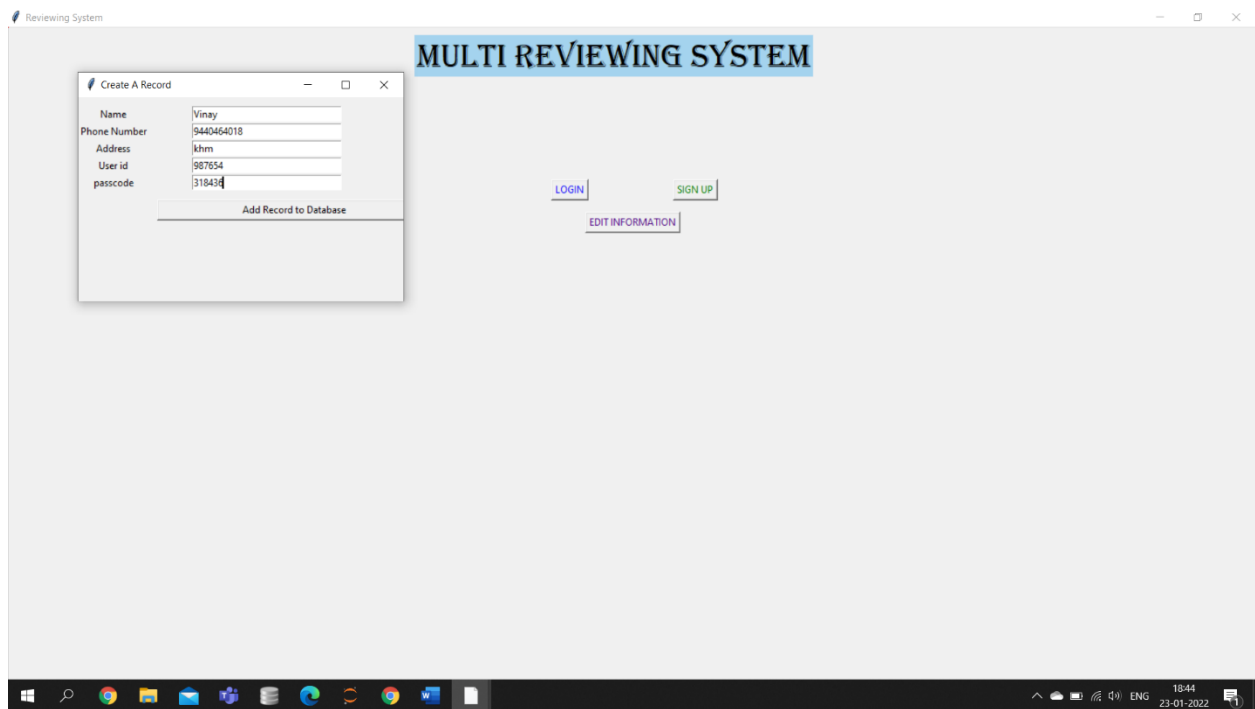 Reviewing System
MULTI REVIEWING SYSTEM
Create A Record
Name Vinay
Phone Number 9440464018
Address khm
User id 987654
passcode 318436
Add Record to Database
LOGIN SIGN UP
EDIT INFORMATION
ENG 18:44
23-01-2022